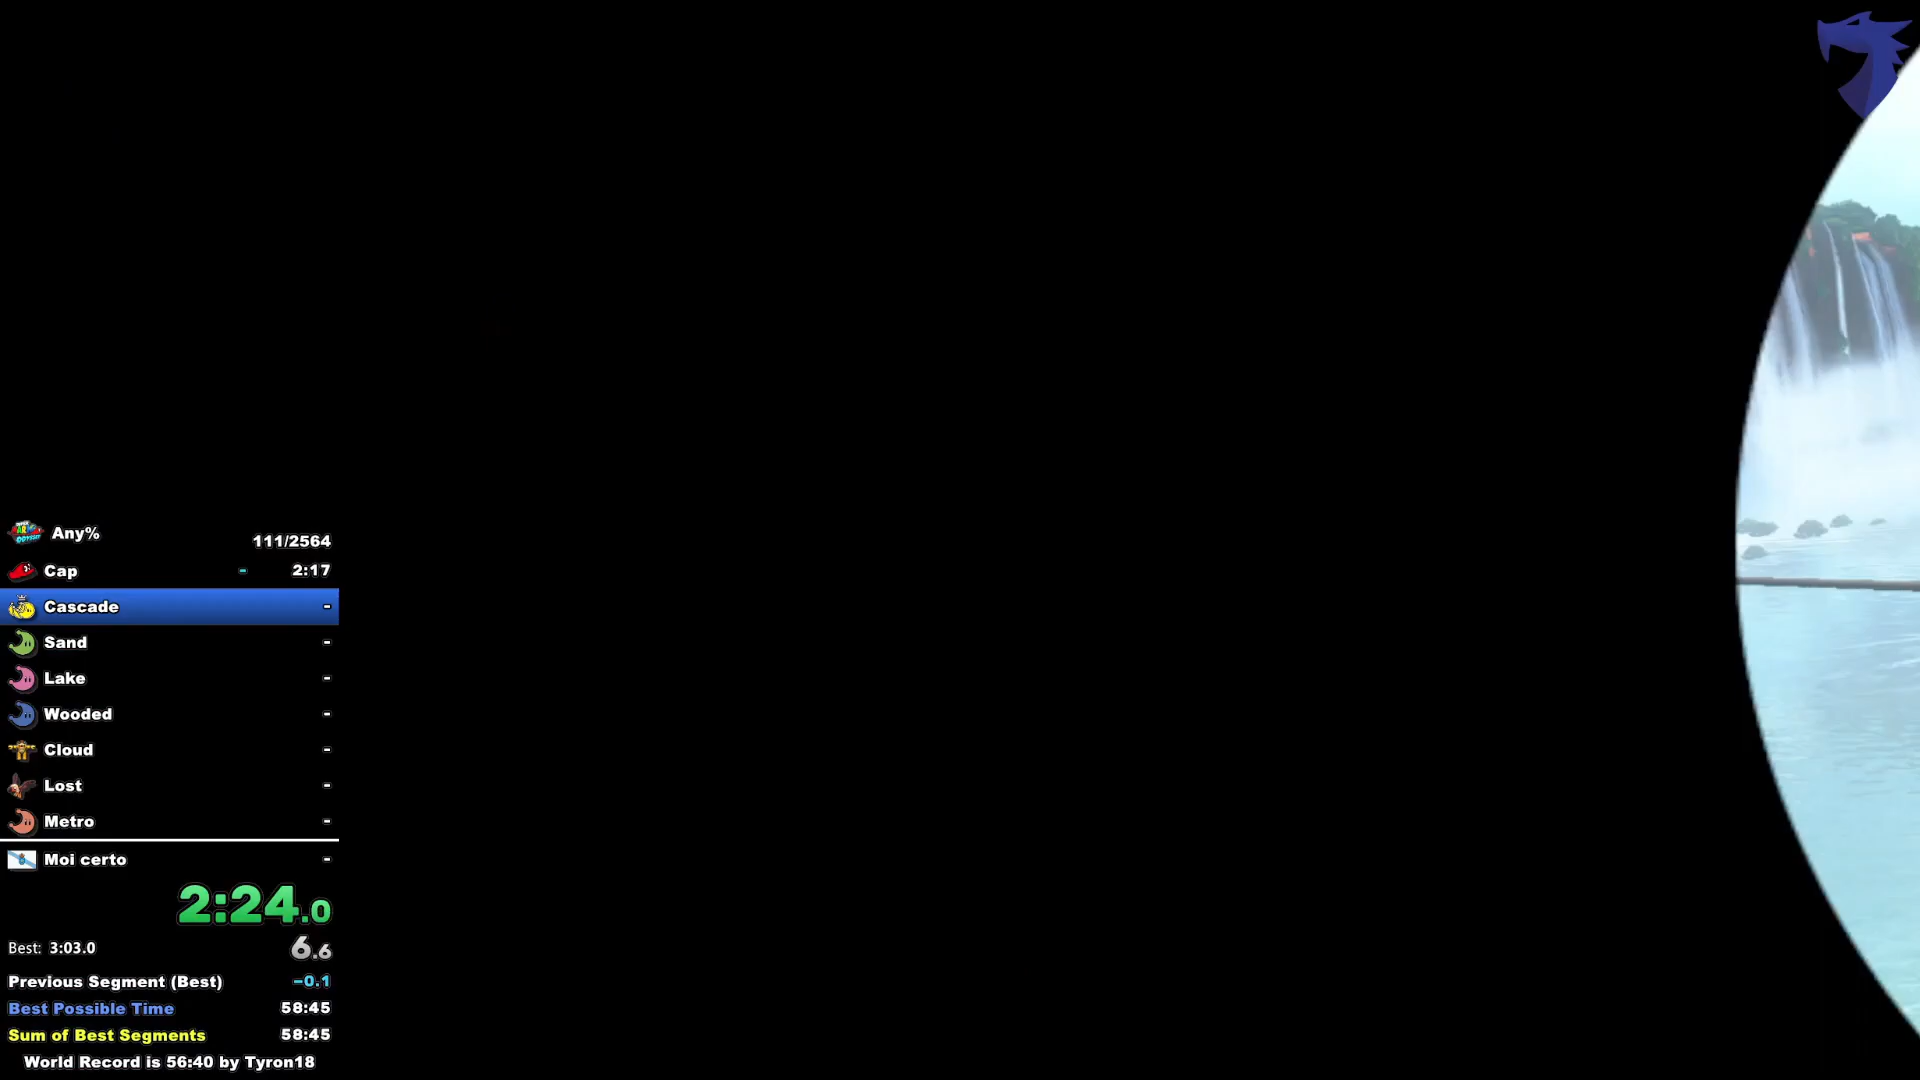 Any%
111/2564
Cap - 2:17
Cascade -
Sand -
Lake -
Wooded -
Cloud -
Lost -
Metro -
Moi certo -
2:24.0
Best: 3:03.0 6.6
Previous Segment (Best) -0.1
Best Possible Time 58:45
Sum of Best Segments 58:45
World Record is 56:40 by Tyron18